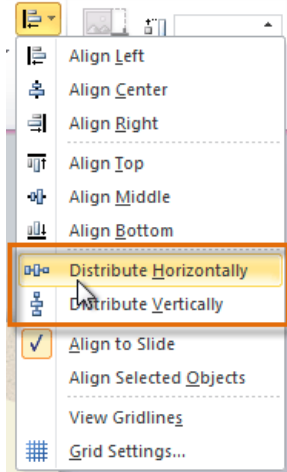 Align Left
Align Center
Align Right
Align Top
Align Middle
Align Bottom
Distribute Horizontally
Distribute Vertically
Align to Slide
Align Selected Objects
View Gridlines
Grid Settings...